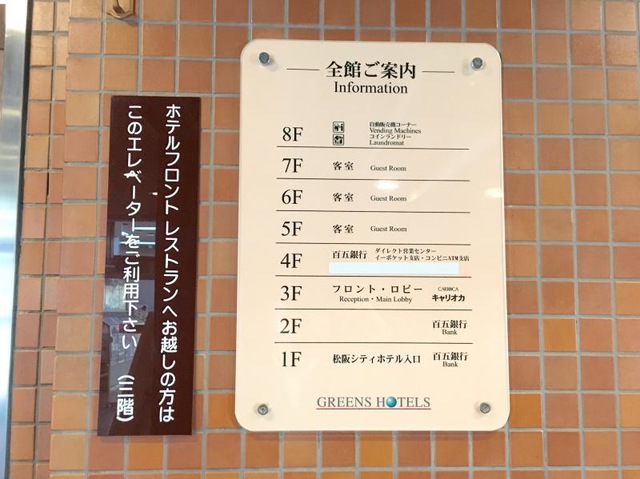 ホテルフロント レストランへお越しの方は
このエレベーターをご利用下さい (三階)
全館ご案内
Information
8F 自動販売機コーナー
Vending Machines
コインランドリー
Laundromat
7F 客室 Guest Room
6F 客室 Guest Room
5F 客室 Guest Room
4F 百五銀行 ダイレクト営業センター
イーポケット支店・コンビニATM支店
3F フロント・ロビー CARIOCA
Reception・Main Lobby キャリオカ
2F 百五銀行
Bank
1F 松阪シティホテル入口 百五銀行
Bank
GREENS HOTELS